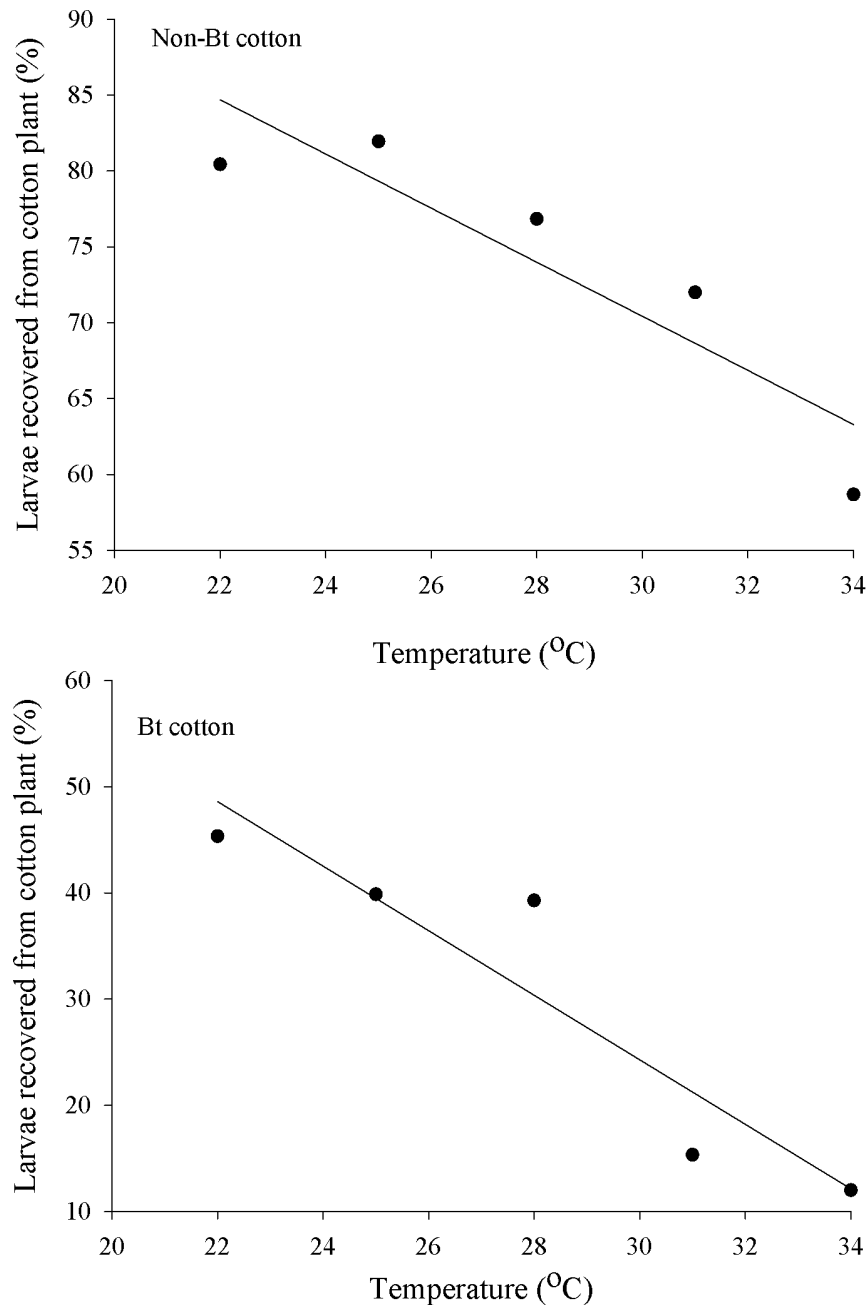 Non-Bt cotton
Larvae recovered from cotton plant (%)
90
85
80
75
70
65
60
55
20 22 24 26 28 30 32 34
Temperature (°C)
Bt cotton
Larvae recovered from cotton plant (%)
60
50
40
30
20
10
20 22 24 26 28 30 32 34
Temperature (°C)